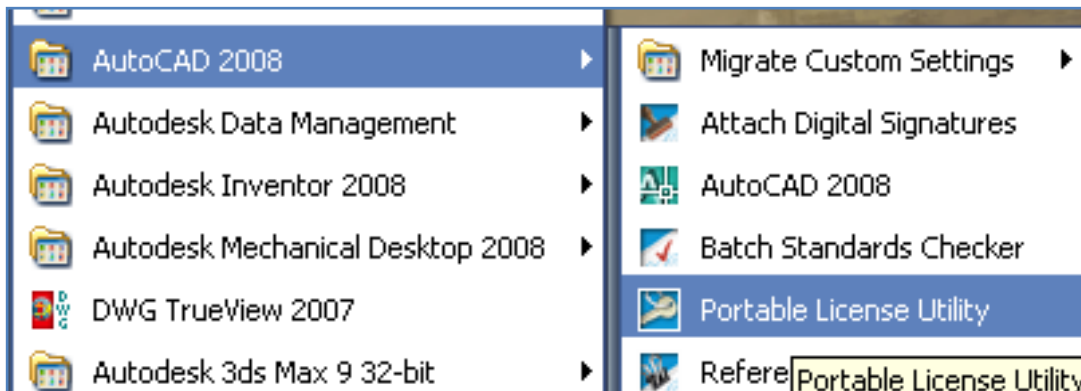 AutoCAD 2008
Autodesk Data Management
Autodesk Inventor 2008
Autodesk Mechanical Desktop 2008
DWG TrueView 2007
Autodesk 3ds Max 9 32-bit
Migrate Custom Settings
Attach Digital Signatures
AutoCAD 2008
Batch Standards Checker
Portable License Utility
Portable License Utility